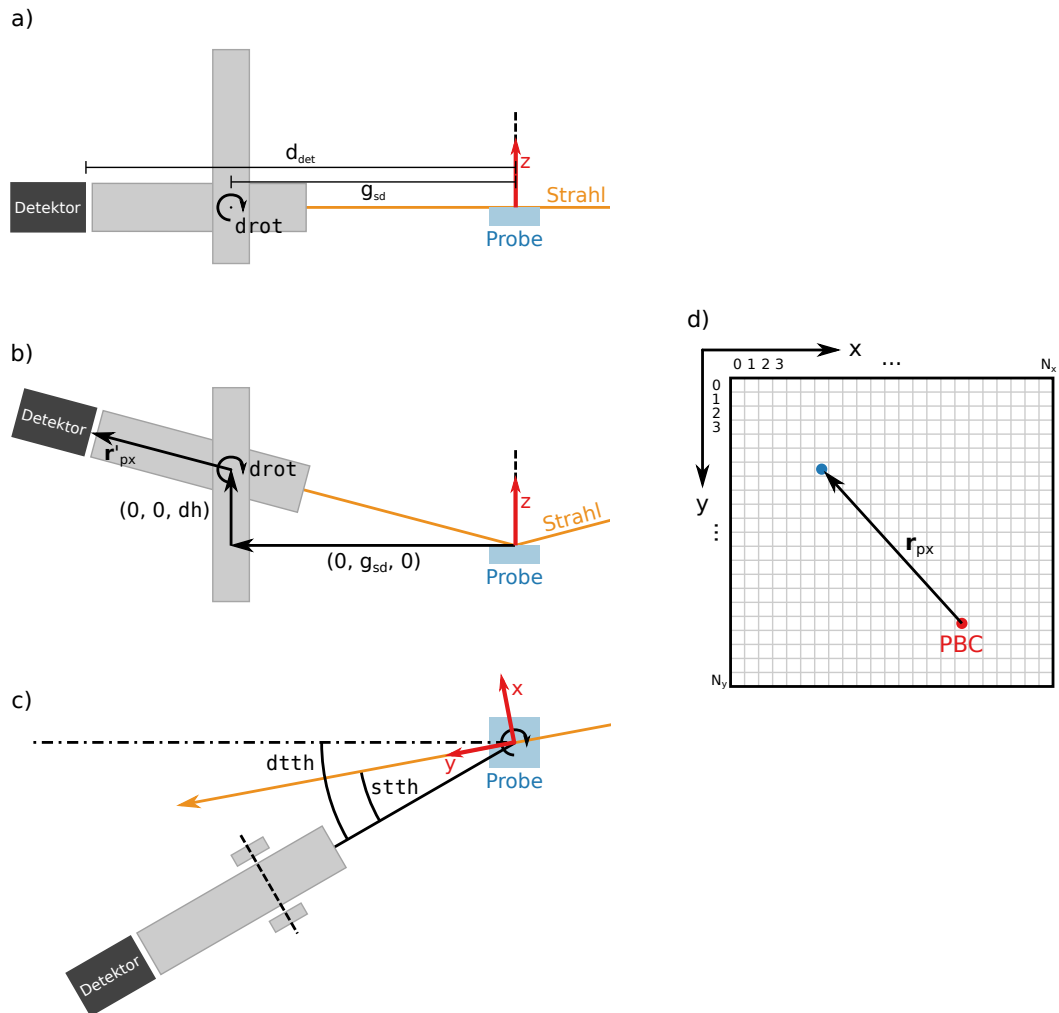 a)
d_det
z
g_sd
Strahl
Detektor
drot
Probe
b)
Detektor
r'_px
drot
z
Strahl
(0, 0, dh)
(0, g_sd, 0)
Probe
c)
x
dtth
y
Probe
stth
Detektor
d)
x
0 1 2 3 ... N_x
0
1
2
3
y
...
r_px
PBC
N_y